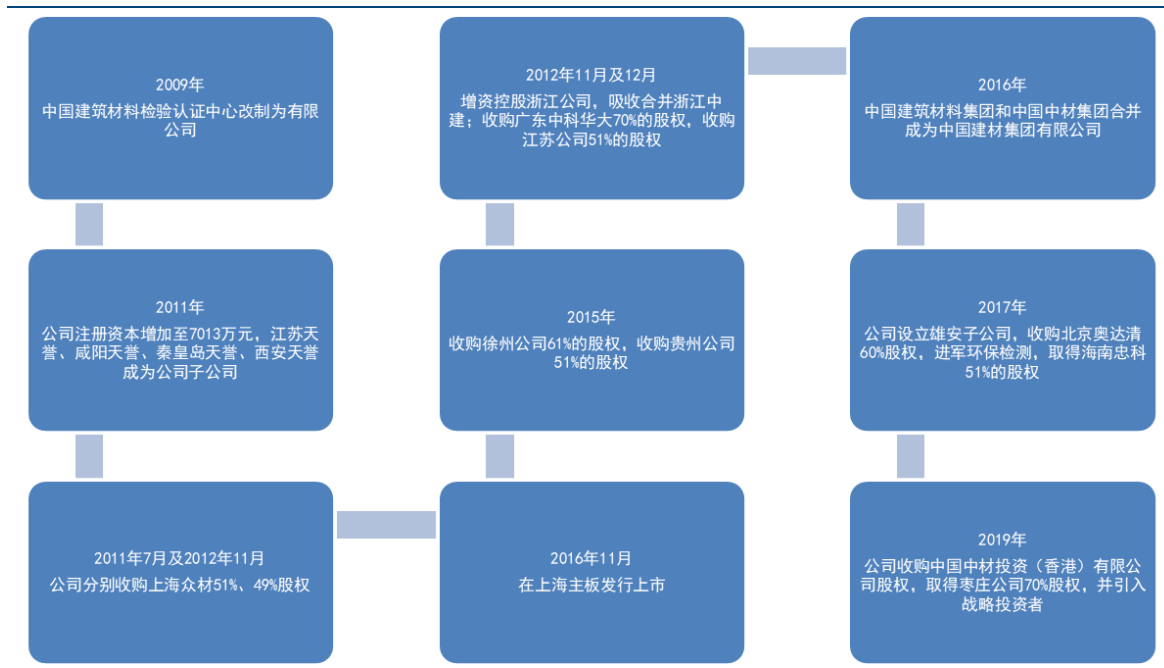 2009年
中国建筑材料检验认证中心改制为有限
公司
2011年
公司注册资本增加至7013万元，江苏天
誉、咸阳天誉、秦皇岛天誉、西安天誉
成为公司子公司
2011年7月及2012年11月
公司分别收购上海众材51%、49%股权
2016年11月
在上海主板发行上市
2015年
收购徐州公司61%的股权，收购贵州公司
51%的股权
2012年11月及12月
增资控股浙江公司，吸收合并浙江中
建；收购广东中科华大70%的股权，收购
江苏公司51%的股权
2016年
中国建筑材料集团和中国中材集团合并
成为中国建材集团有限公司
2017年
公司设立雄安子公司，收购北京奥达清
60%股权，进军环保检测，取得海南忠科
51%的股权
2019年
公司收购中国中材投资（香港）有限公
司股权，取得枣庄公司70%股权，并引入
战略投资者